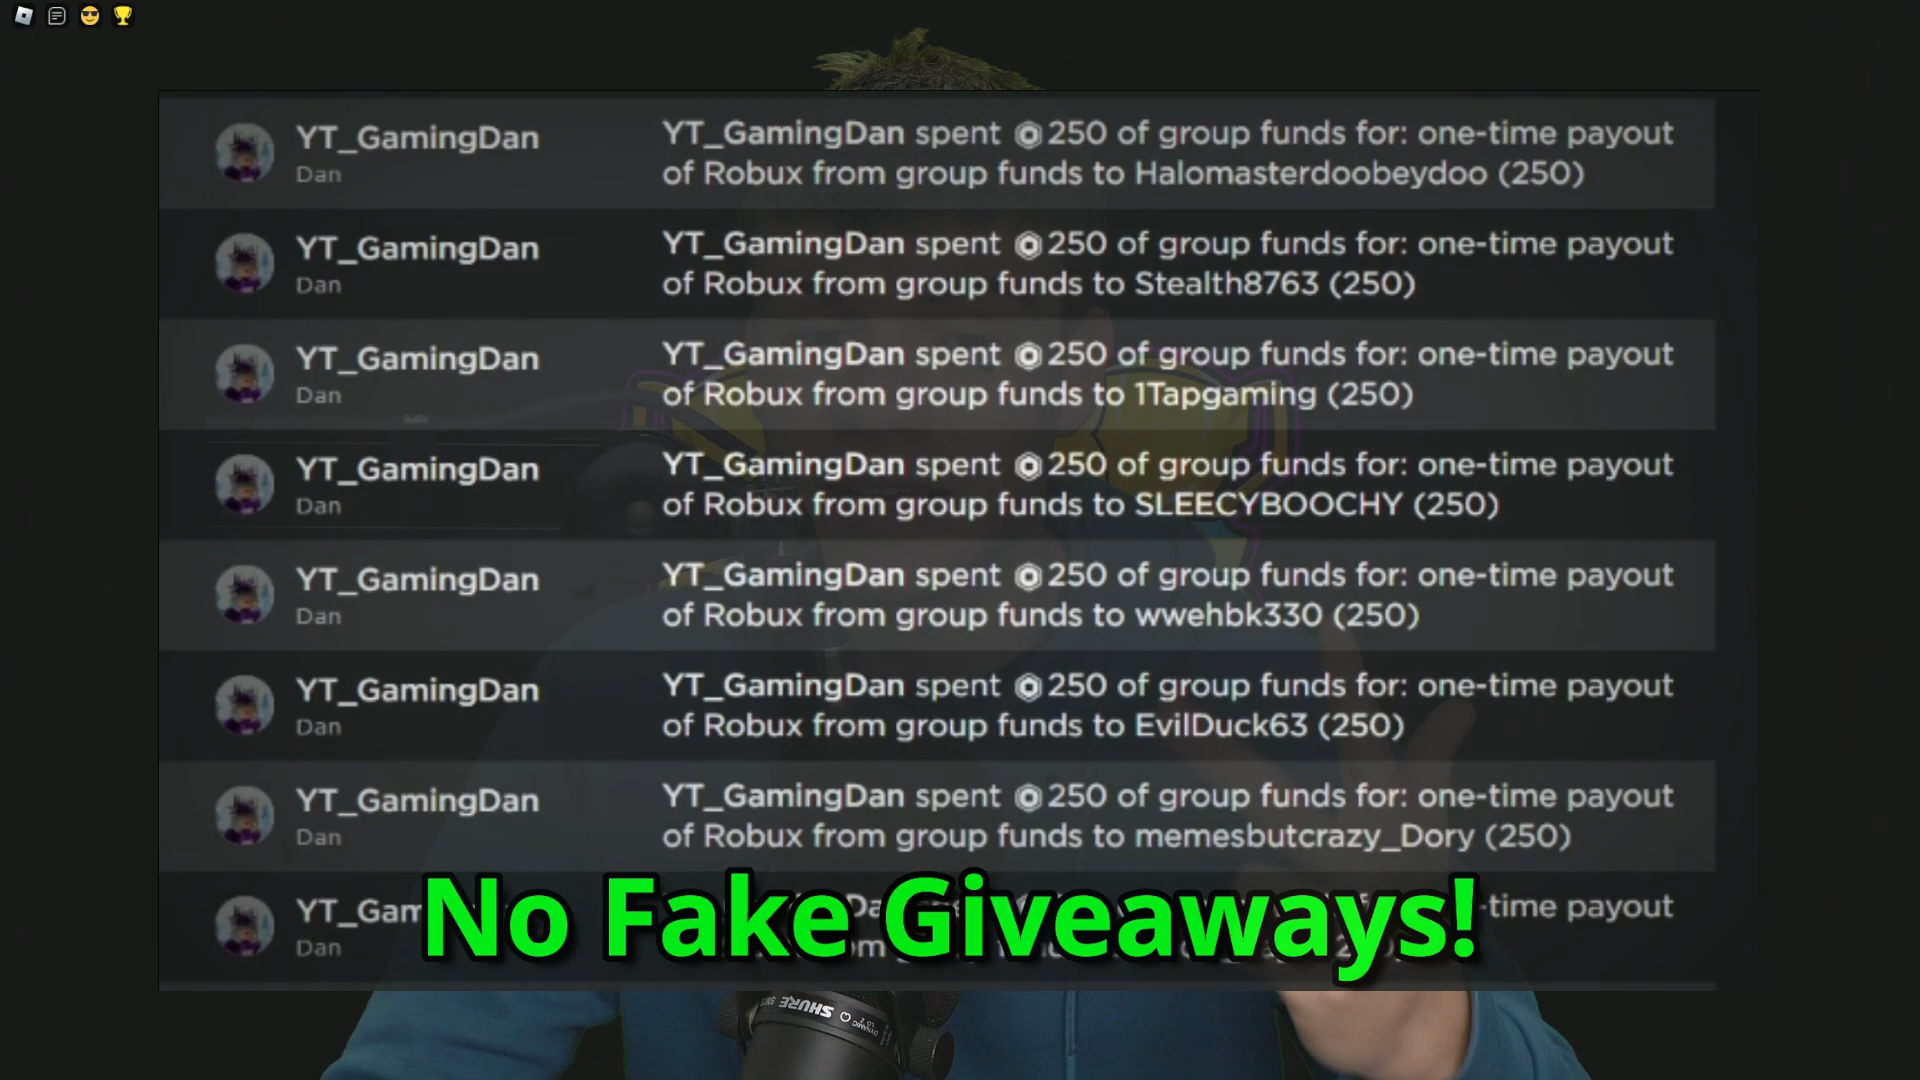 YT_GamingDan
Dan
YT_GamingDan spent 250 of group funds for: one-time payout
of Robux from group funds to Halomasterdoobeydoo (250)
YT_GamingDan
Dan
YT_GamingDan spent 250 of group funds for: one-time payout
of Robux from group funds to Stealth8763 (250)
YT_GamingDan
Dan
YT_GamingDan spent 250 of group funds for: one-time payout
of Robux from group funds to 1Tapgaming (250)
YT_GamingDan
Dan
YT_GamingDan spent 250 of group funds for: one-time payout
of Robux from group funds to SLEECYBOOCHY (250)
YT_GamingDan
Dan
YT_GamingDan spent 250 of group funds for: one-time payout
of Robux from group funds to wwehbk330 (250)
YT_GamingDan
Dan
YT_GamingDan spent 250 of group funds for: one-time payout
of Robux from group funds to EvilDuck63 (250)
YT_GamingDan
Dan
YT_GamingDan spent 250 of group funds for: one-time payout
of Robux from group funds to memesbutcrazy_Dory (250)
Dan
-time payout
No Fake Giveaways!
SHURE
DYNAMIC